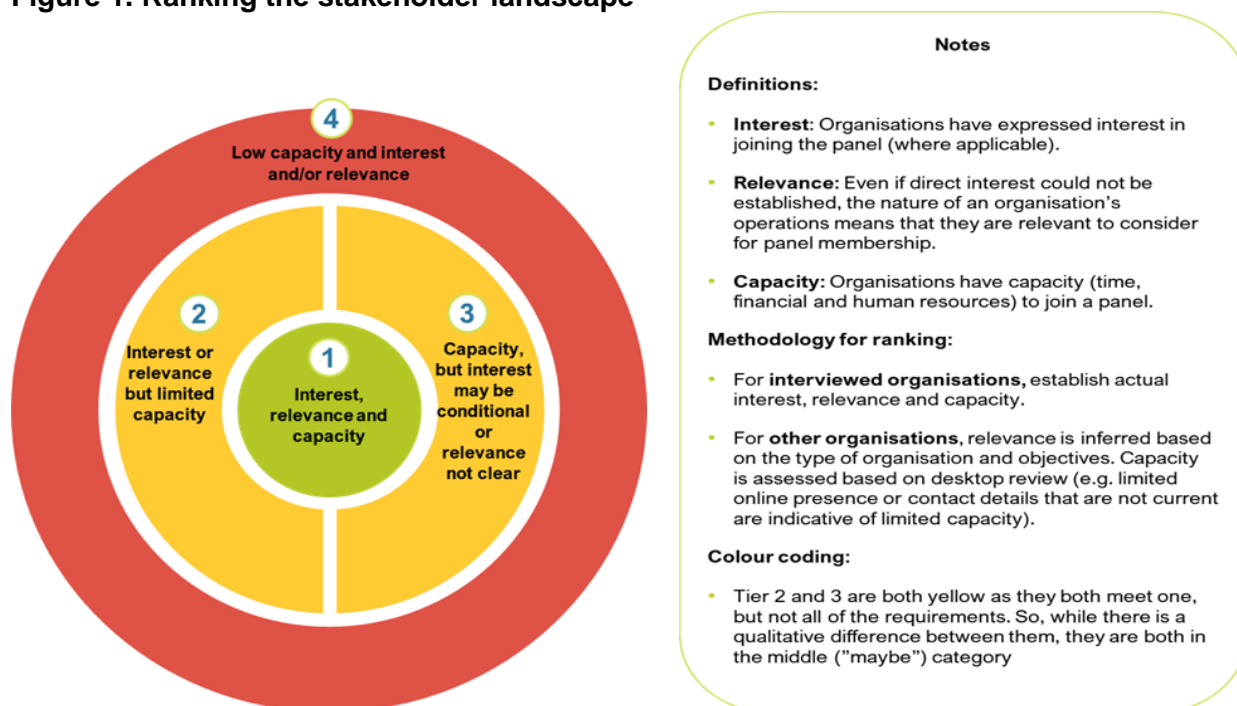 Figure 1: Ranking the stakeholder landscape
4
Low capacity and interest
and/or relevance
2
Interest or
relevance
but limited
capacity
1
Interest,
relevance and
capacity
3
Capacity,
but interest
may be
conditional
or
relevance
not clear
Notes
Definitions:
• Interest: Organisations have expressed interest in
joining the panel (where applicable).
• Relevance: Even if direct interest could not be
established, the nature of an organisation's
operations means that they are relevant to consider
for panel membership.
• Capacity: Organisations have capacity (time,
financial and human resources) to join a panel.
Methodology for ranking:
• For interviewed organisations, establish actual
interest, relevance and capacity.
• For other organisations, relevance is inferred based
on the type of organisation and objectives. Capacity
is assessed based on desktop review (e.g. limited
online presence or contact details that are not current
are indicative of limited capacity).
Colour coding:
• Tier 2 and 3 are both yellow as they both meet one,
but not all of the requirements. So, while there is a
qualitative difference between them, they are both in
the middle ("maybe") category